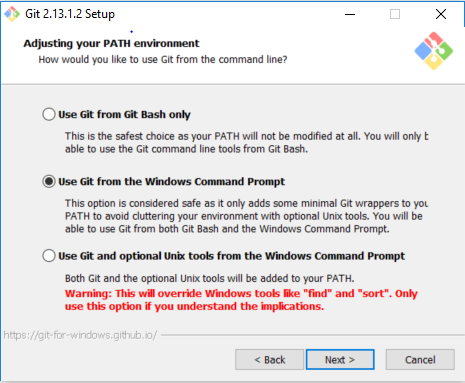 Git 2.13.1.2 Setup
Adjusting your PATH environment
How would you like to use Git from the command line?
Use Git from Git Bash only
This is the safest choice as your PATH will not be modified at all. You will only
able to use the Git command line tools from Git Bash.
Use Git from the Windows Command Prompt
This option is considered safe as it only adds some minimal Git wrappers to
PATH to avoid cluttering your environment with optional Unix tools. You will be
able to use Git from both Git Bash and the Windows Command Prompt.
Use Git and optional Unix tools from the Windows Command Prompt
Both Git and the optional Unix tools will be added to your PATH.
Warning: This will override Windows tools like "find" and "sort". Only
use this option if you understand the implications.
https://git-for-windows.github.io/
< Back Next > Cancel